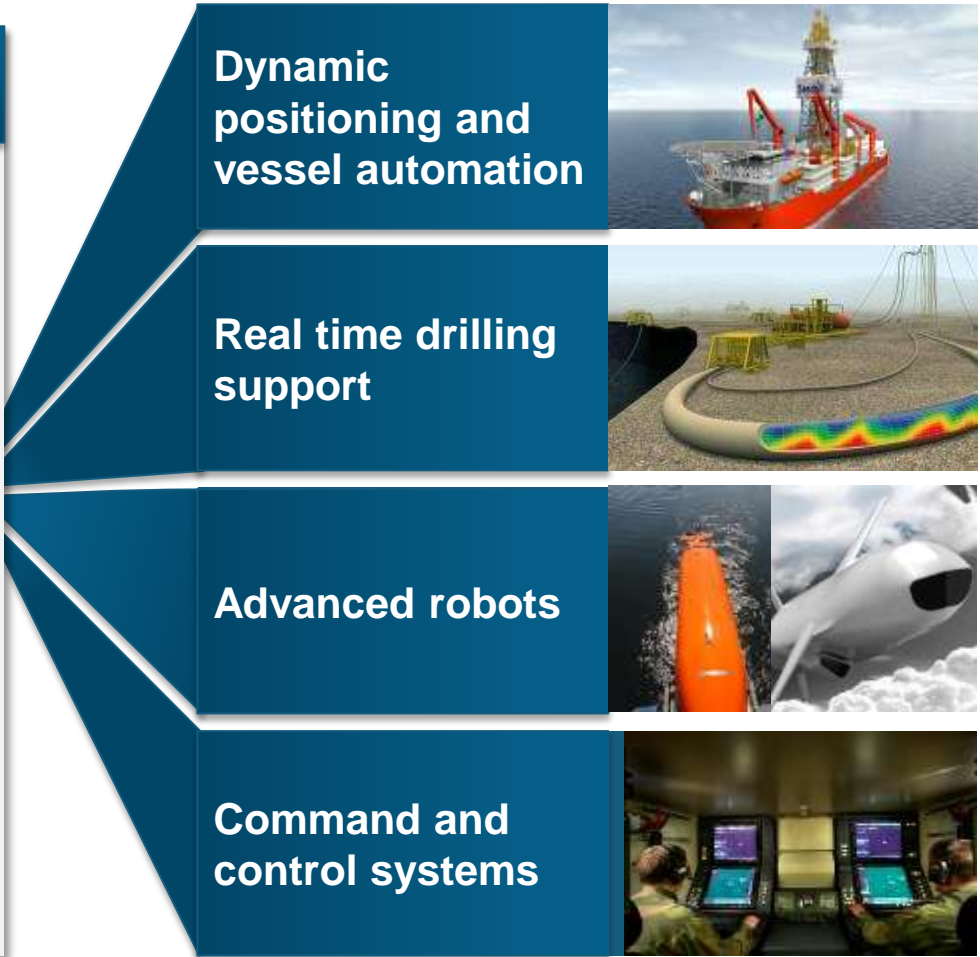 Dynamic
positioning and
vessel automation
Real time drilling
support
Advanced robots
Command and
control systems